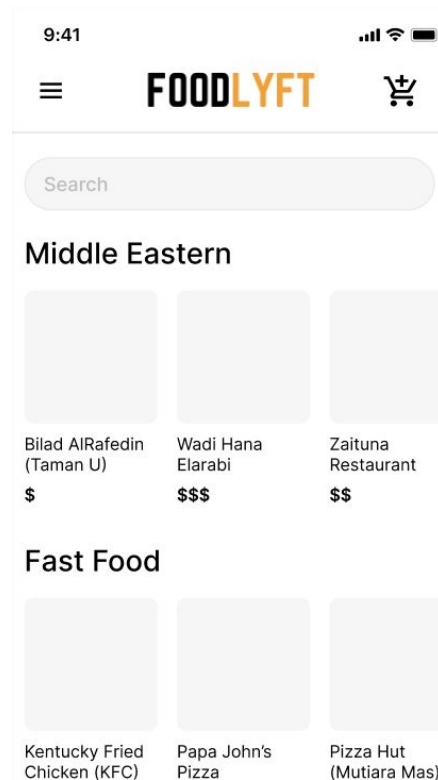 9:41
FOODLYFT
Search
Middle Eastern
Bilad AlRafedin
(Taman U)
$
Wadi Hana
Elarabi
$$$
Zaituna
Restaurant
$$
Fast Food
Kentucky Fried
Chicken (KFC)
Papa John’s
Pizza
Pizza Hut
(Mutiara Mas)